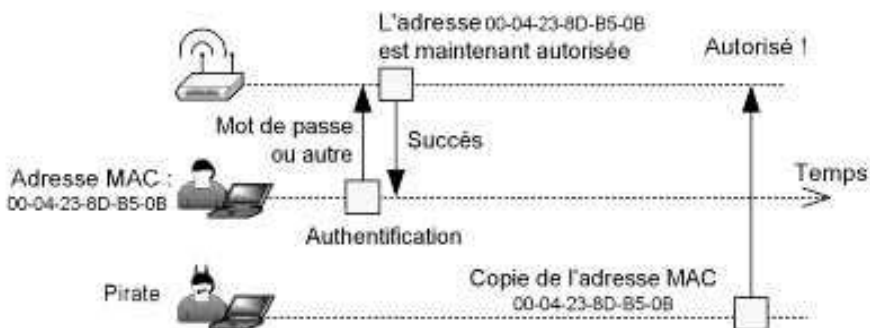 L'adresse 00-04-23-8D-B5-0B
est maintenant autorisée
Autorisé !
Mot de passe
ou autre
Succès
Adresse MAC :
00-04-23-8D-B5-0B
Temps
Authentification
Pirate
Copie de l'adresse MAC
00-04-23-8D-B5-0B